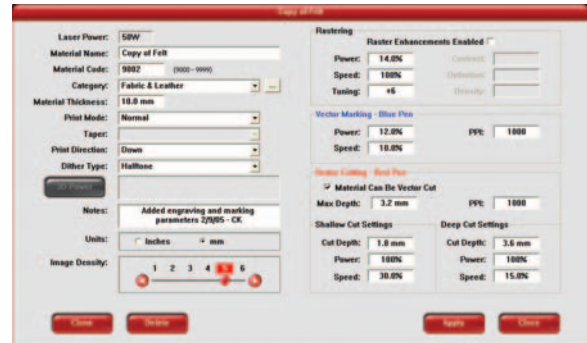 Copy of Felt
Laser Power: 50W
Material Name: Copy of Felt
Material Code: 9002 (9000 - 9999)
Category: Fabric & Leather ...
Material Thickness: 10.0 mm
Print Mode: Normal
Taper:
Print Direction: Down
Dither Type: Halftone
3D Power
Notes: Added engraving and marking
parameters 2/9/05 - CK
Units: Inches mm
Image Density: 1 2 3 4 5 6
Close Delete
Rastering
Raster Enhancements Enabled
Power: 14.0% Contrast:
Speed: 100% Definition:
Tuning: +6 Density:
Vector Marking - Blue Pen
Power: 12.0% PPI: 1000
Speed: 10.0%
Vector Cutting - Red Pen
Material Can Be Vector Cut
Max Depth: 3.2 mm PPI: 1000
Shallow Cut Settings Deep Cut Settings
Cut Depth: 1.8 mm Cut Depth: 3.6 mm
Power: 100% Power: 100%
Speed: 30.0% Speed: 15.0%
Apply Close